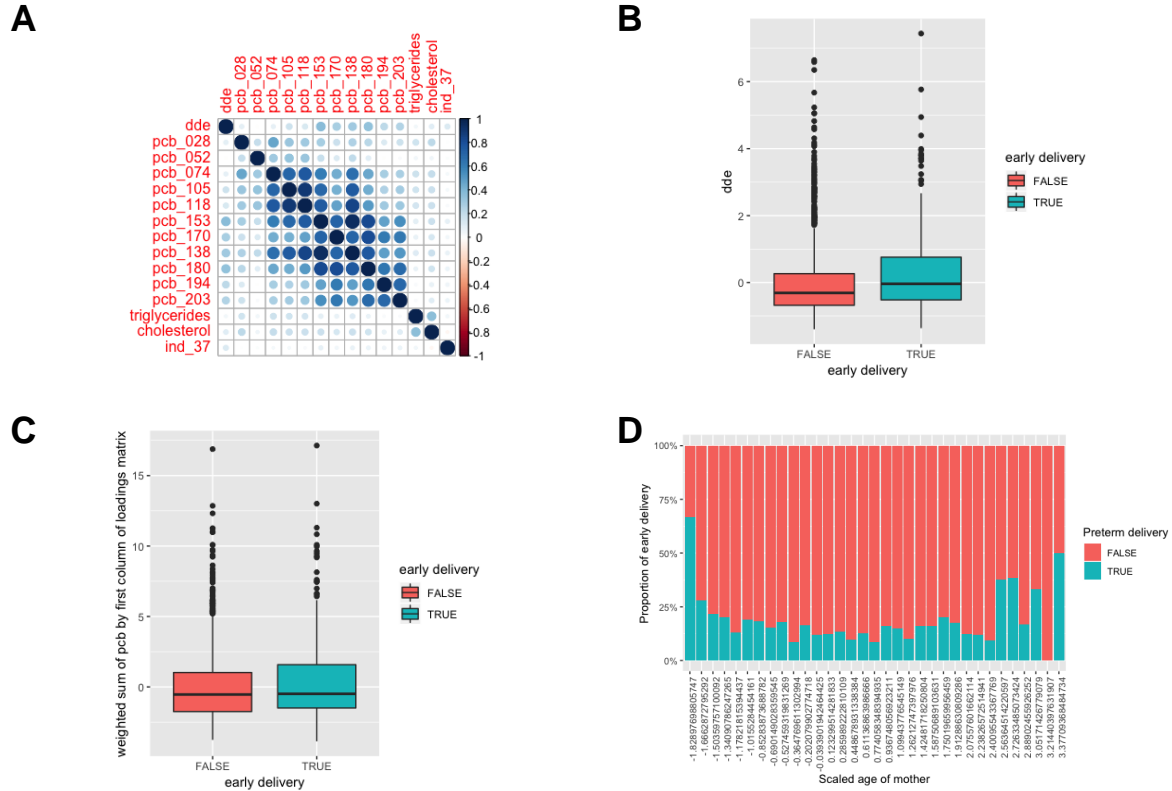 A
dde
pcb_028
pcb_052
pcb_074
pcb_105
pcb_118
pcb_153
pcb_170
pcb_138
pcb_180
pcb_194
pcb_203
triglycerides
cholesterol
ind_37
dde
pcb_028
pcb_052
pcb_074
pcb_105
pcb_118
pcb_153
pcb_170
pcb_138
pcb_180
pcb_194
pcb_203
triglycerides
cholesterol
ind_37
1
0.8
0.6
0.4
0.2
0
-0.2
-0.4
-0.6
-0.8
-1
B
dde
6
4
2
0
FALSE
TRUE
early delivery
early delivery
FALSE
TRUE
C
weighted sum of pcb by first column of loadings matrix
15
10
5
0
FALSE
TRUE
early delivery
early delivery
FALSE
TRUE
D
Proportion of early delivery
100%
75%
50%
25%
0%
Scaled age of mother
Preterm delivery
FALSE
TRUE